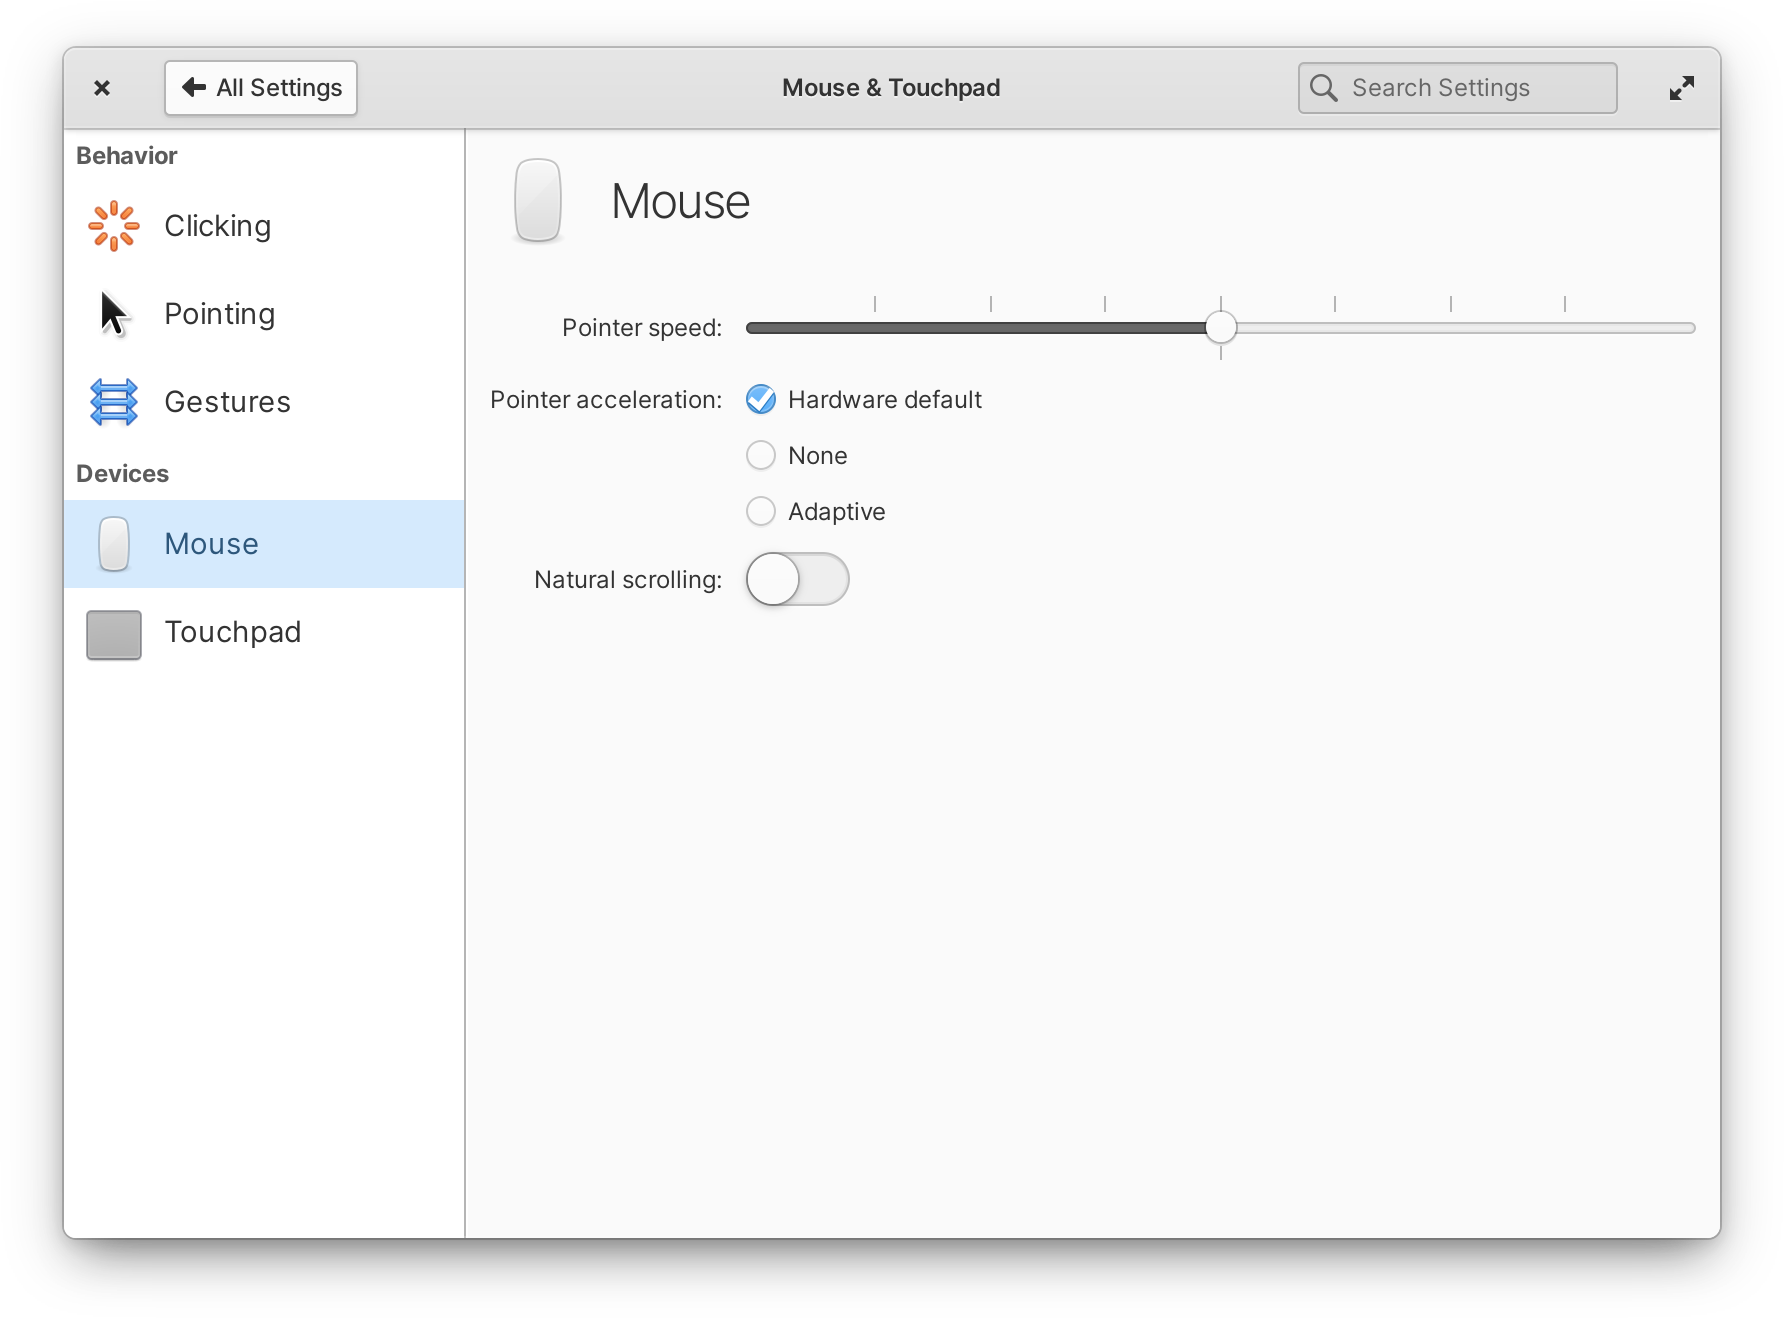 All Settings
Mouse & Touchpad
Search Settings
Behavior
Clicking
Pointing
Gestures
Devices
Mouse
Touchpad
Mouse
Pointer speed:
Pointer acceleration:
Hardware default
None
Adaptive
Natural scrolling: